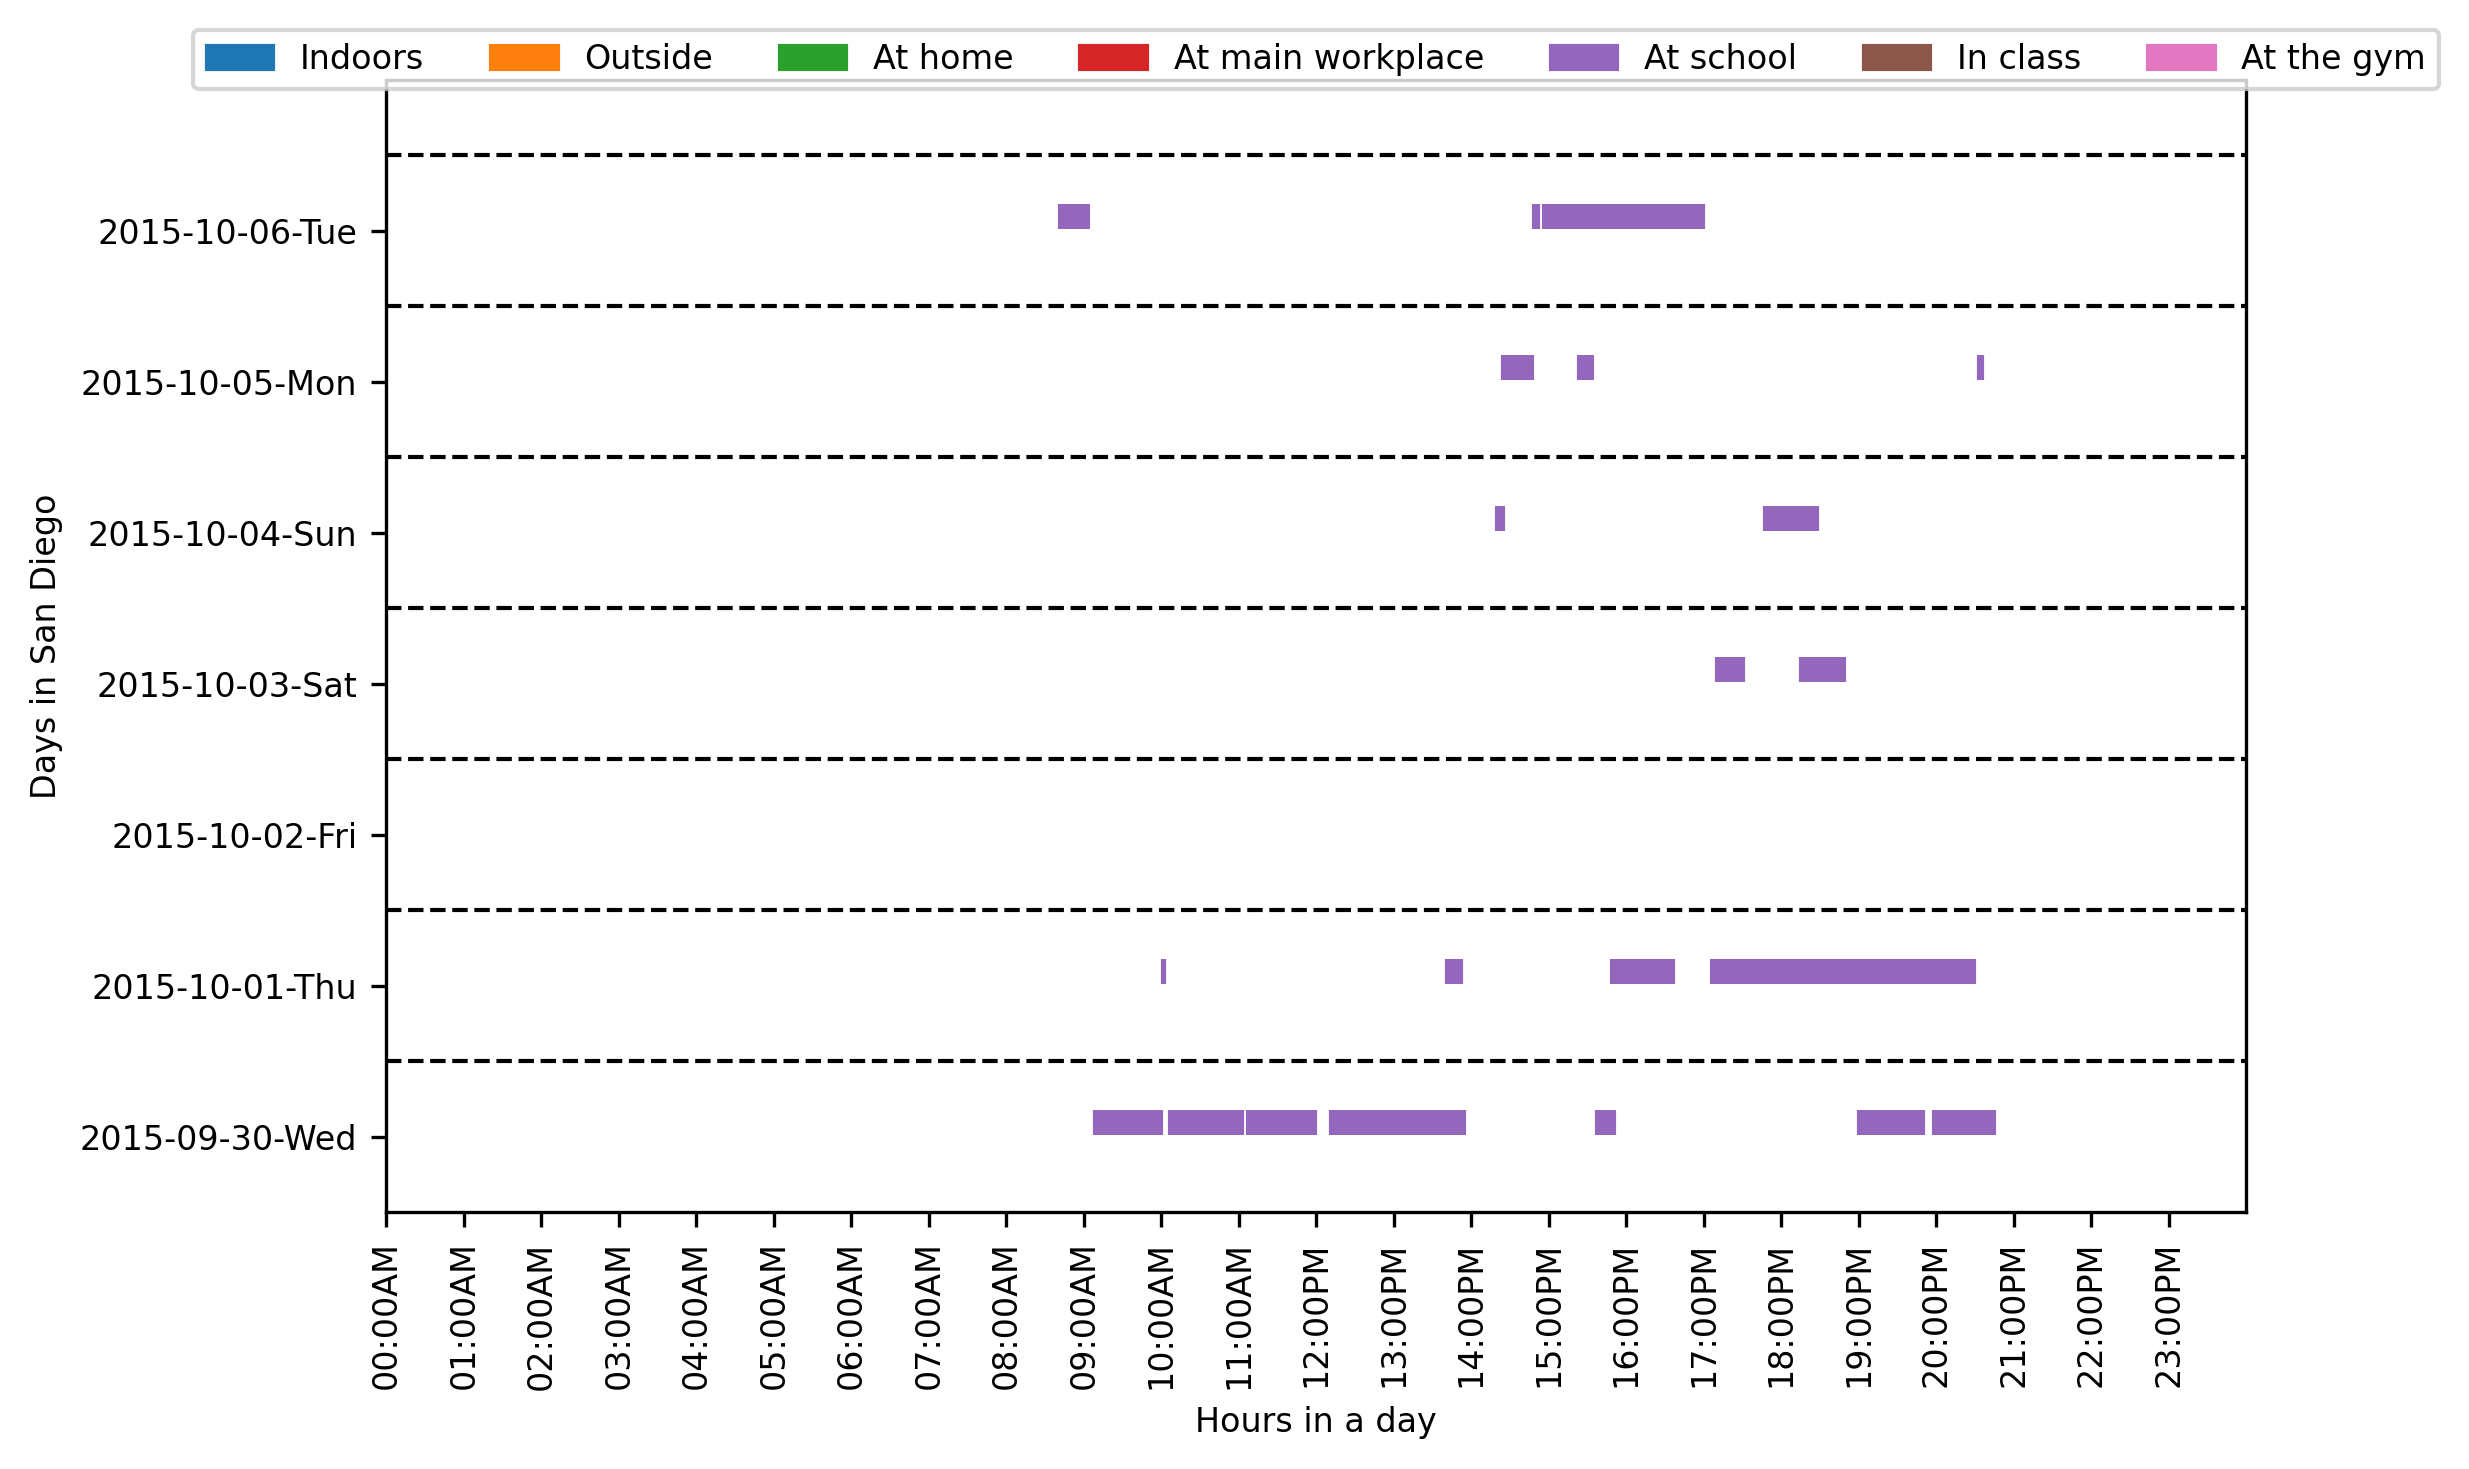 Indoors Outside At home At main workplace At school In class At the gym
2015-10-06-Tue
2015-10-05-Mon
2015-10-04-Sun
2015-10-03-Sat
2015-10-02-Fri
2015-10-01-Thu
2015-09-30-Wed
Days in San Diego
00:00AM 01:00AM 02:00AM 03:00AM 04:00AM 05:00AM 06:00AM 07:00AM 08:00AM 09:00AM 10:00AM 11:00AM 12:00PM 13:00PM 14:00PM 15:00PM 16:00PM 17:00PM 18:00PM 19:00PM 20:00PM 21:00PM 22:00PM 23:00PM
Hours in a day